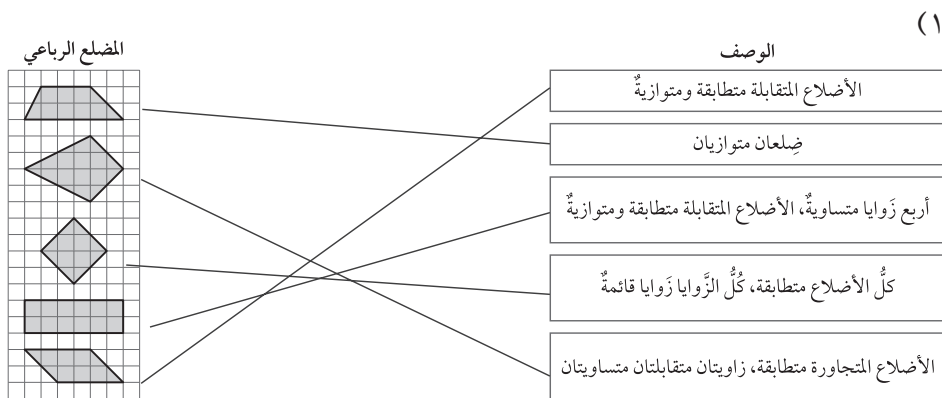 (١
الوصف
المضلع الرباعي
الأضلاع المتقابلة متطابقة ومتوازيةٌ
ضِلعان متوازيان
أربع زَوايا متساويةٌ، الأضلاع المتقابلة متطابقة ومتوازيةٌ
كلُّ الأضلاع متطابقة، كُلُّ الزَّوايا زَوايا قائمةٌ
الأضلاع المتجاورة متطابقة، زاويتان متقابلتان متساويتان